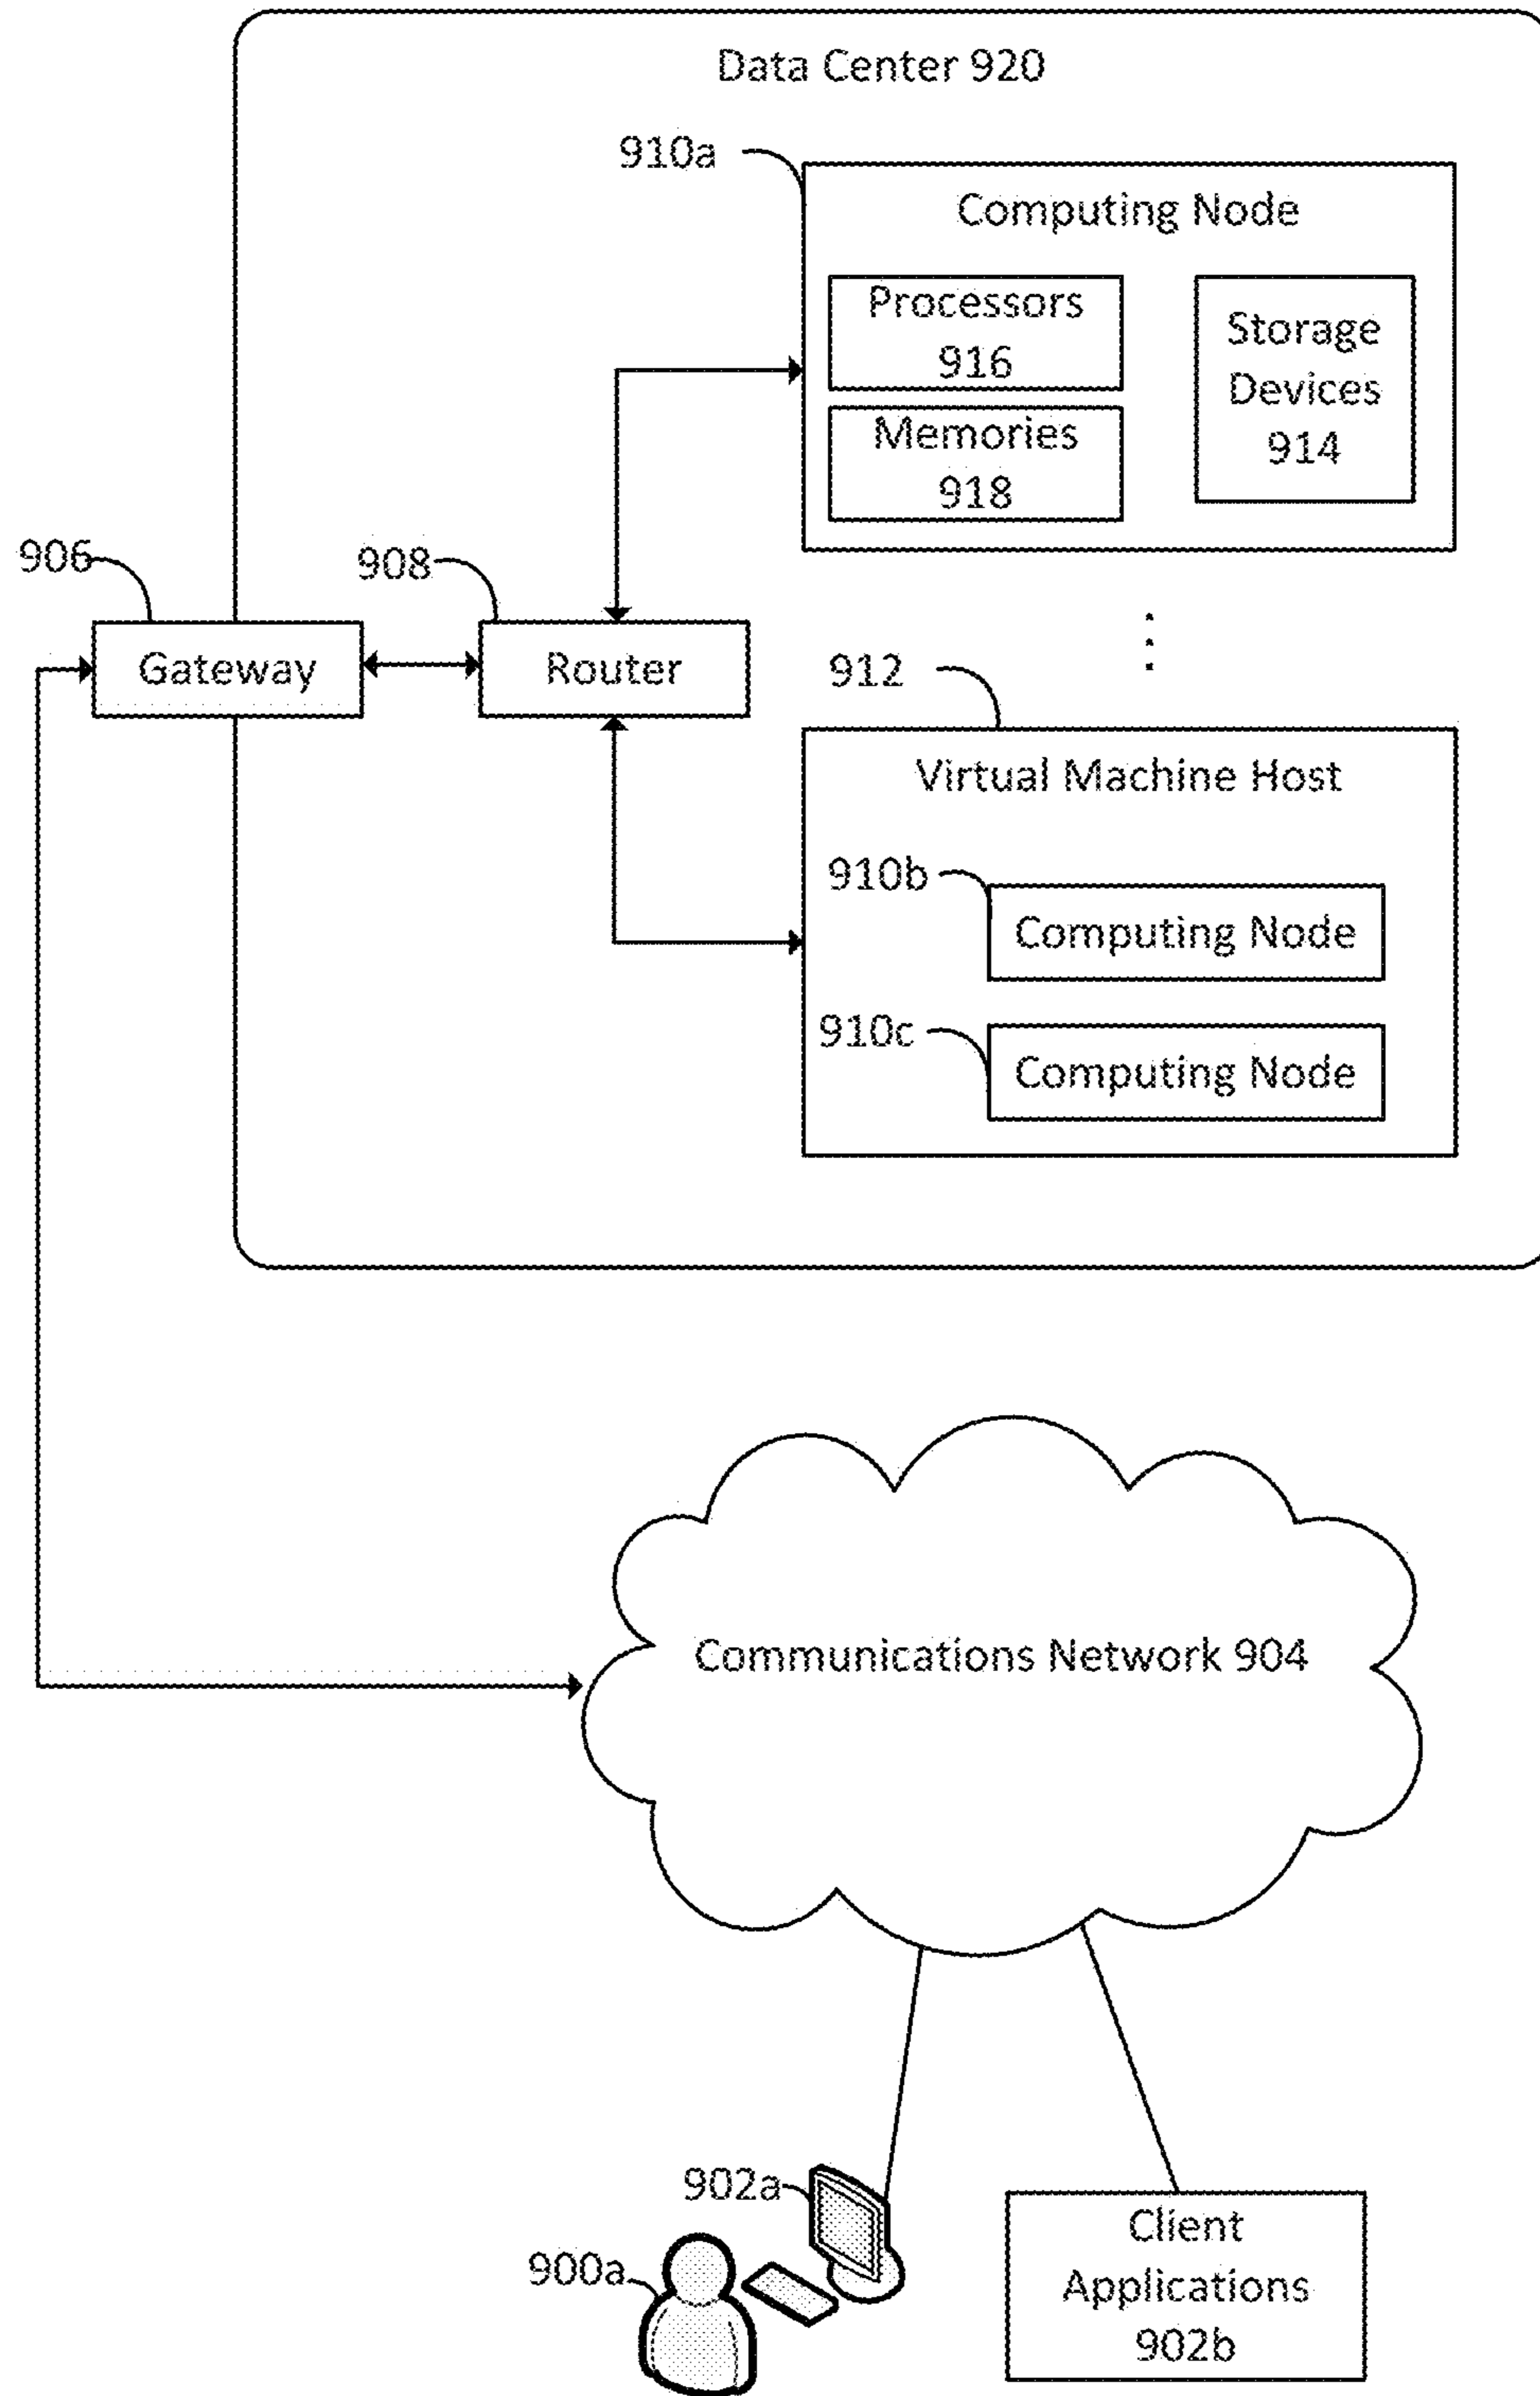 Data Center 920
910a
Computing Node
Processors
916
Storage
Devices
914
Memories
918
906
908
Gateway
Router
912
Virtual Machine Host
910b
Computing Node
910c
Computing Node
Communications Network 904
902a
900a
Client
Applications
902b